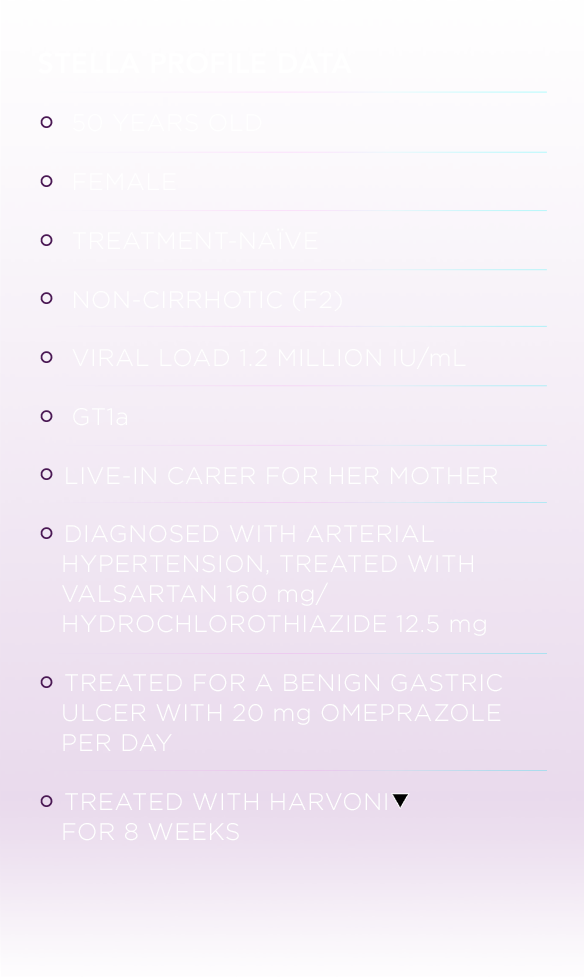 STELLA PROFILE DATA
50 YEARS OLD
FEMALE
TREATMENT-NAÏVE
NON-CIRRHOTIC (F2)
VIRAL LOAD 1.2 MILLION IU/mL
GT1a
LIVE-IN CARER FOR HER MOTHER
DIAGNOSED WITH ARTERIAL
HYPERTENSION, TREATED WITH
VALSARTAN 160 mg/
HYDROCHLOROTHIAZIDE 12.5 mg
TREATED FOR A BENIGN GASTRIC
ULCER WITH 20 mg OMEPRAZOLE
PER DAY
TREATED WITH HARVONI▼
FOR 8 WEEKS